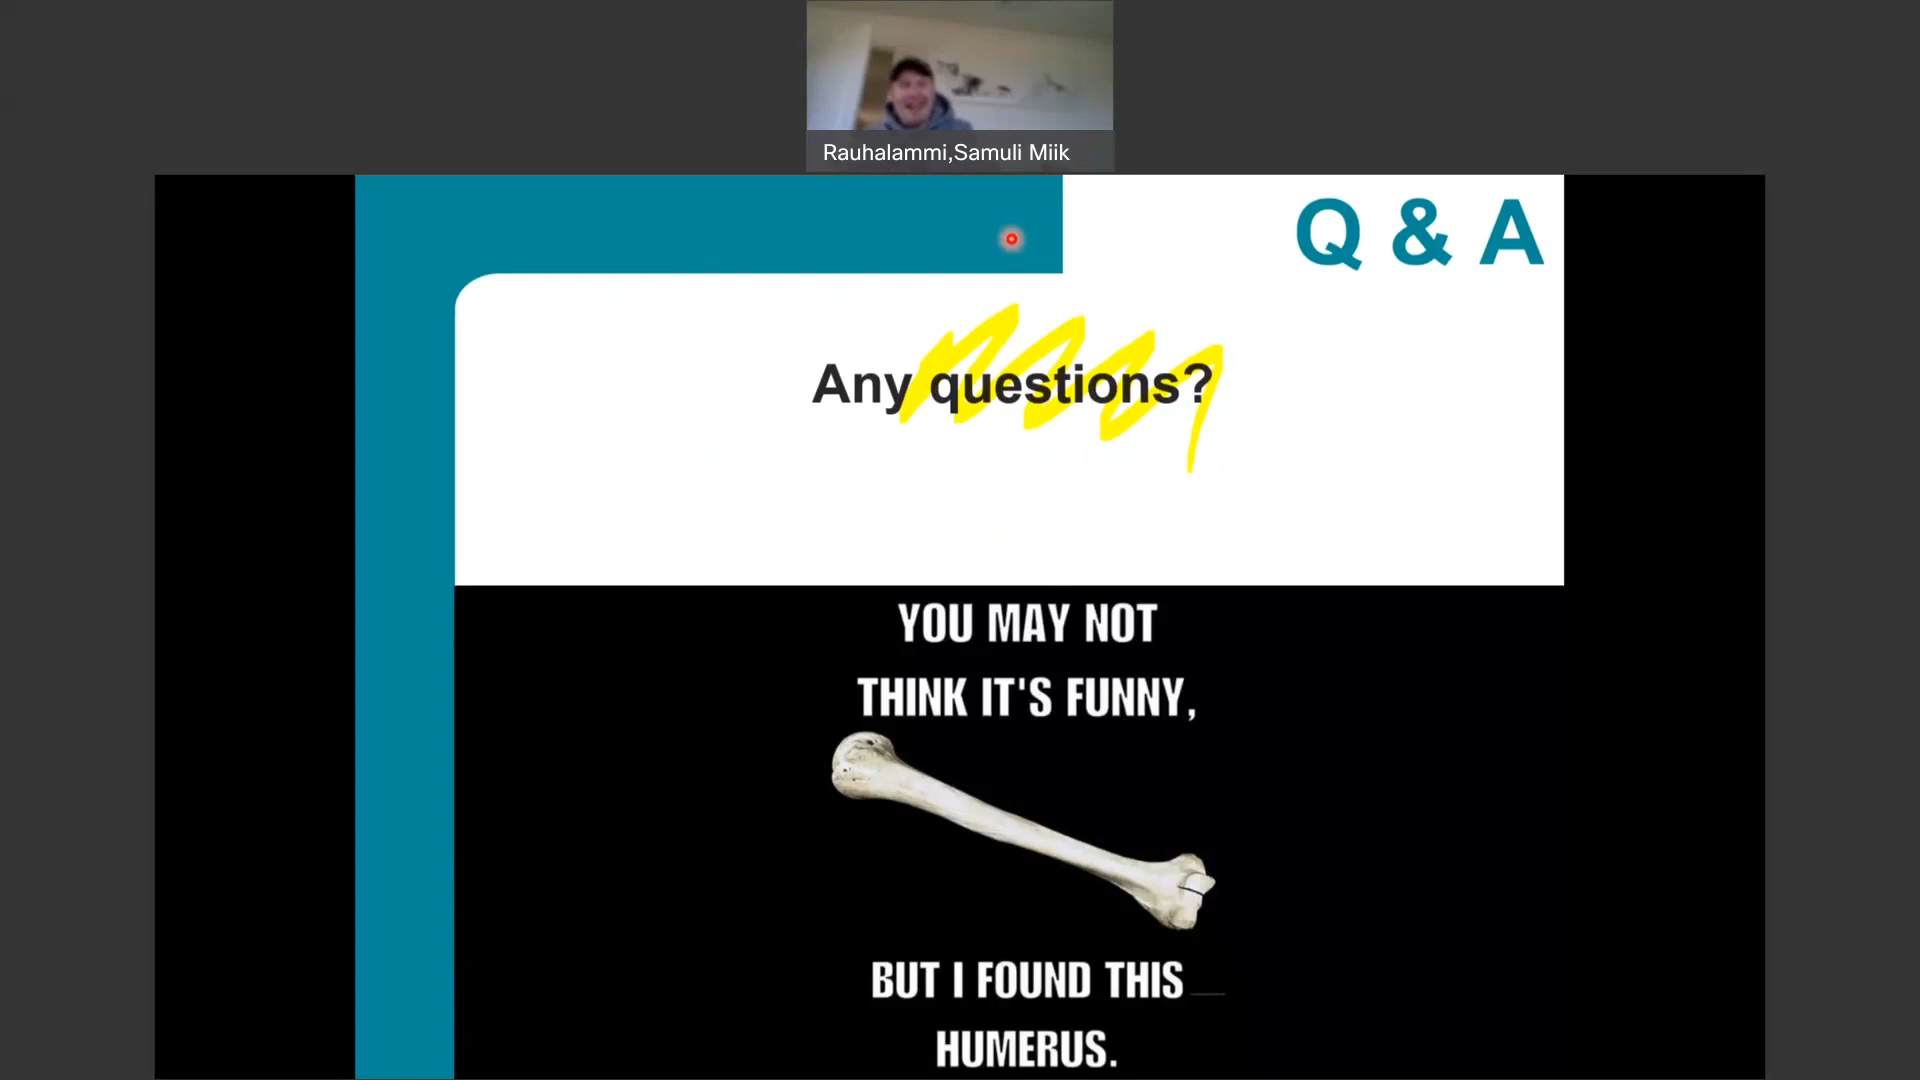 Rauhalammi,Samuli Miik
Q & A
Any questions?
YOU MAY NOT
THINK IT'S FUNNY,
BUT I FOUND THIS
HUMERUS.